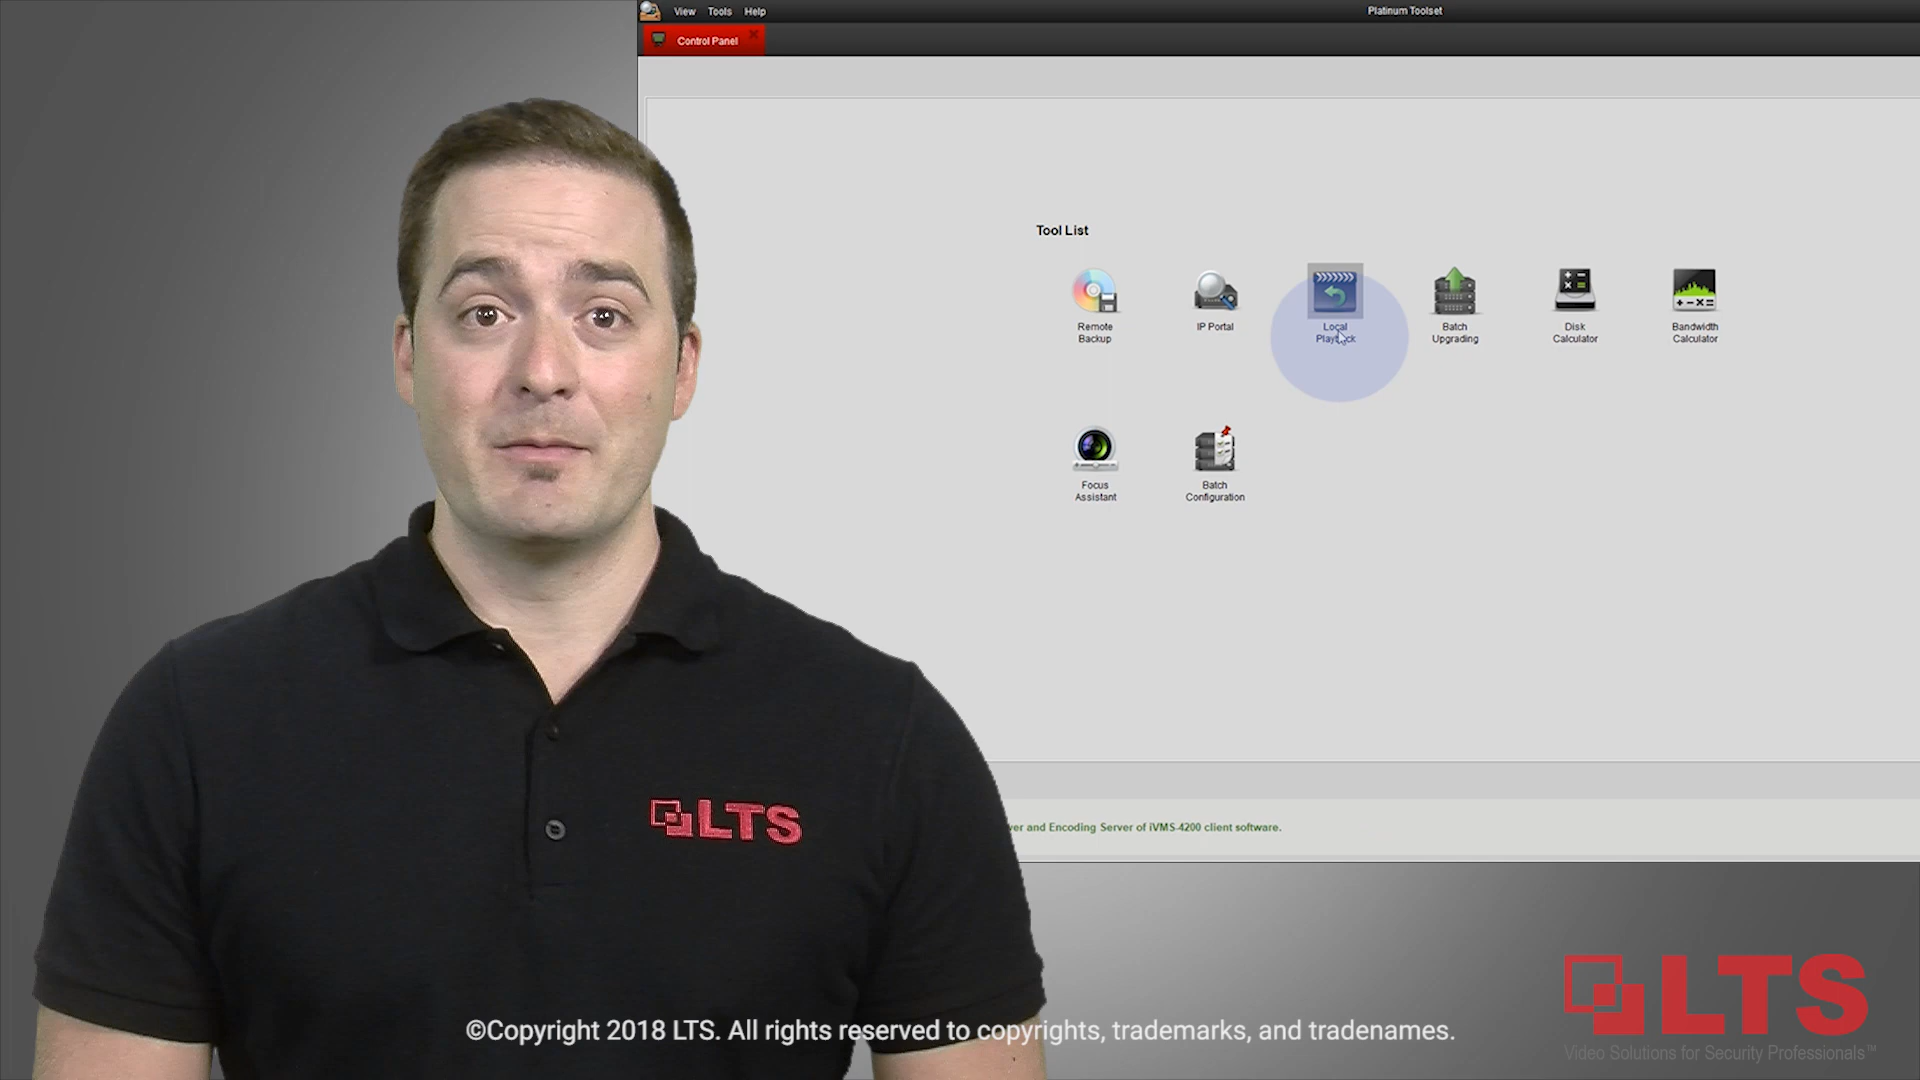 View Tools Help
Platinum Toolset
Control Panel
Tool List
Remote
Backup
IP Portal
Local
Playback
Batch
Upgrading
Disk
Calculator
Bandwidth
Calculator
Focus
Assistant
Batch
Configuration
and Encoding Server of iVMS-4200 client software.
LTS
©Copyright 2018 LTS. All rights reserved to copyrights, trademarks, and tradenames.
LTS
Video Solutions for Security Professionals™